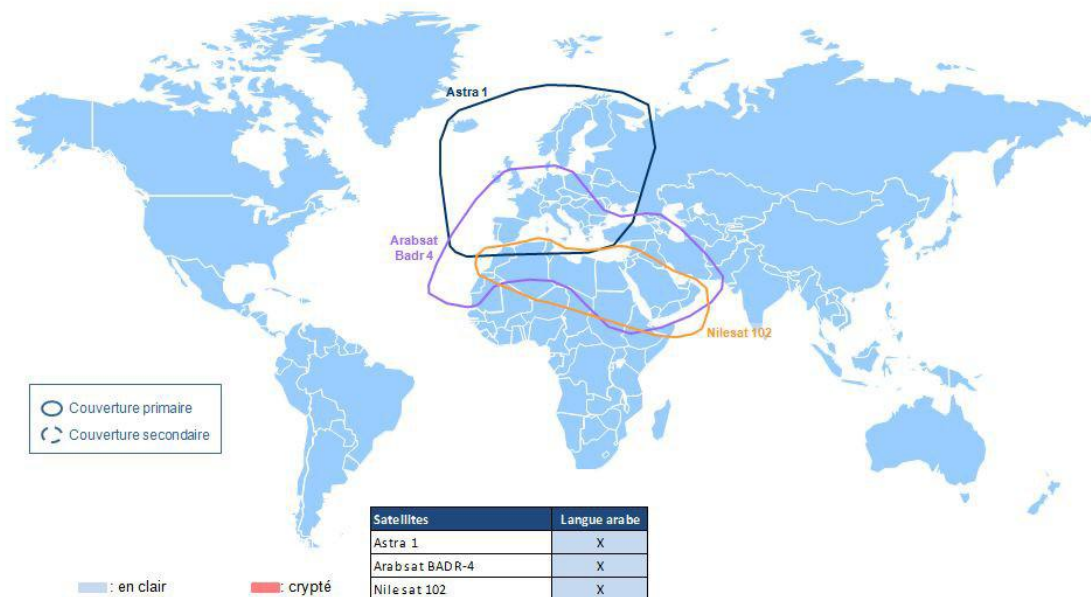 Astra 1
Arabsat
Badr 4
Nilesat 102
Couverture primaire
Couverture secondaire
Satellites Langue arabe
Astra 1 X
Arabsat BADR-4 X
Nilesat 102 X
: en clair : crypté